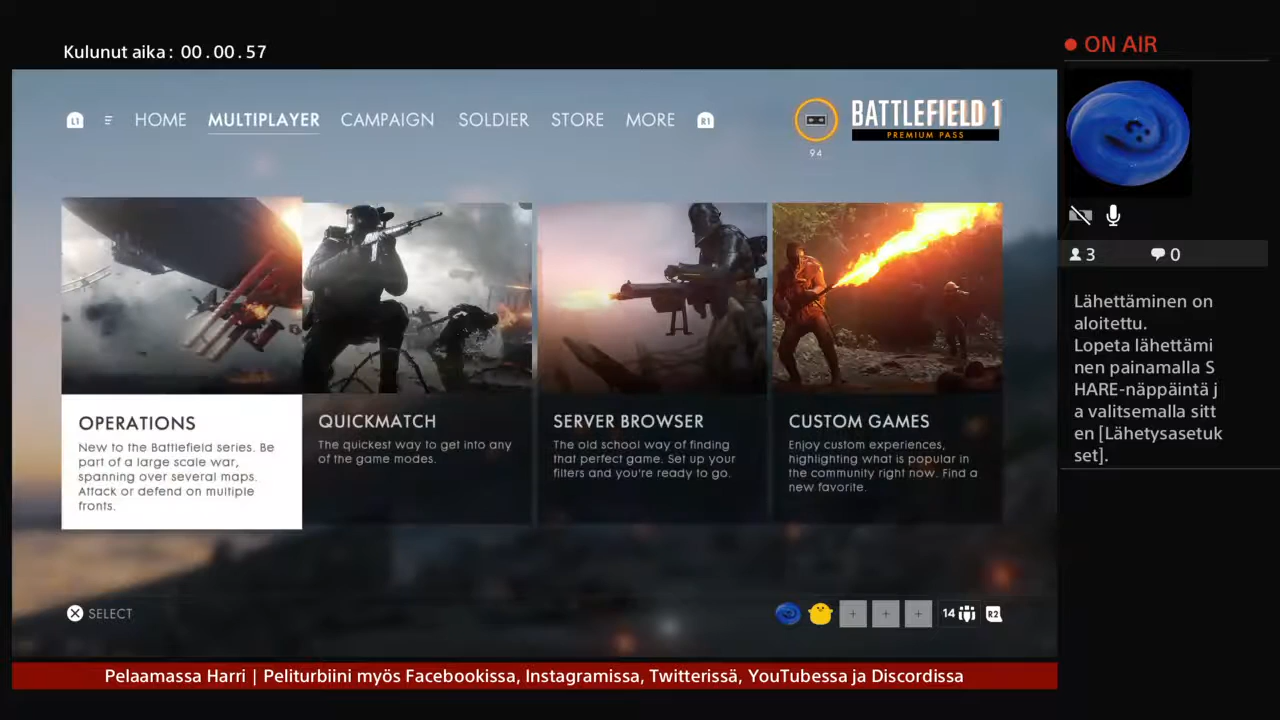 Kulunut aika: 00.00.57
ON AIR
L1
HOME
MULTIPLAYER
CAMPAIGN
SOLDIER
STORE
MORE
R1
94
BATTLEFIELD 1
PREMIUM PASS
3
0
Lähettäminen on
aloitettu.
Lopeta lähettämi
nen painamalla S
HARE-näppäintä j
a valitsemalla sitt
en [Lähetysasetuk
set].
OPERATIONS
New to the Battlefield series. Be
part of a large scale war,
spanning over several maps.
Attack or defend on multiple
fronts.
QUICKMATCH
The quickest way to get into any
of the game modes.
SERVER BROWSER
The old school way of finding
that perfect game. Set up your
filters and you're ready to go.
CUSTOM GAMES
Enjoy custom experiences,
highlighting what is popular in
the community right now. Find a
new favorite.
SELECT
14
R2
Pelaamassa Harri | Peliturbiini myös Facebookissa, Instagramissa, Twitterissä, YouTubessa ja Discordissa